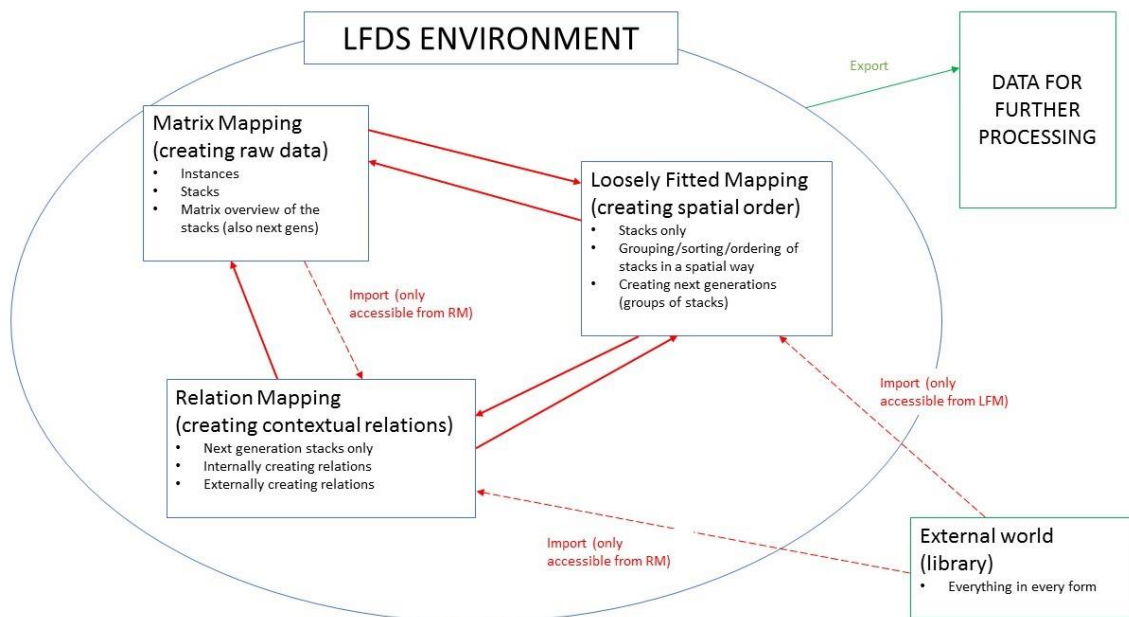 LFDS ENVIRONMENT
Export
DATA FOR
FURTHER
PROCESSING
Matrix Mapping
(creating raw data)
• Instances
• Stacks
• Matrix overview of the
stacks (also next gens)
Loosely Fitted Mapping
(creating spatial order)
• Stacks only
• Grouping/sorting/ordering of
stacks in a spatial way
• Creating next generations
(groups of stacks)
Import (only
accessible from RM)
Relation Mapping
(creating contextual relations)
• Next generation stacks only
• Internally creating relations
• Externally creating relations
Import (only
accessible from LFM)
Import (only
accessible from RM)
External world
(library)
• Everything in every form